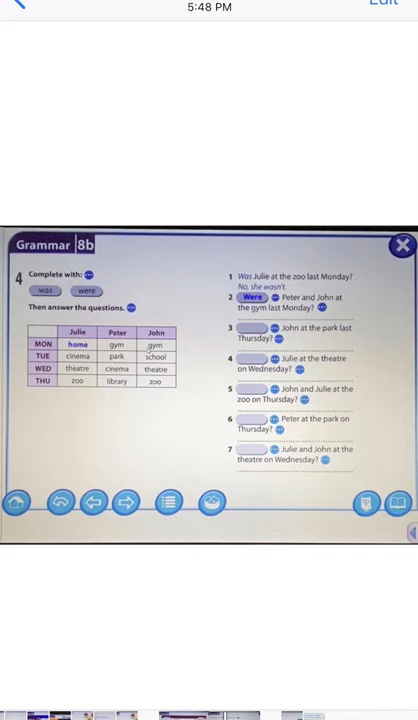 5:48 PM
Edit
Grammar 8b
4 Complete with:
was were
Then answer the questions.
Julie Peter John
MON home gym gym
TUE cinema park school
WED theatre cinema theatre
THU zoo library zoo
1 Was Julie at the zoo last Monday?
No, she wasn't.
2 Were Peter and John at
the gym last Monday?
3 John at the park last
Thursday?
4 Julie at the theatre
on Wednesday?
5 John and Julie at the
zoo on Thursday?
6 Peter at the park on
Thursday?
7 Julie and John at the
theatre on Wednesday?